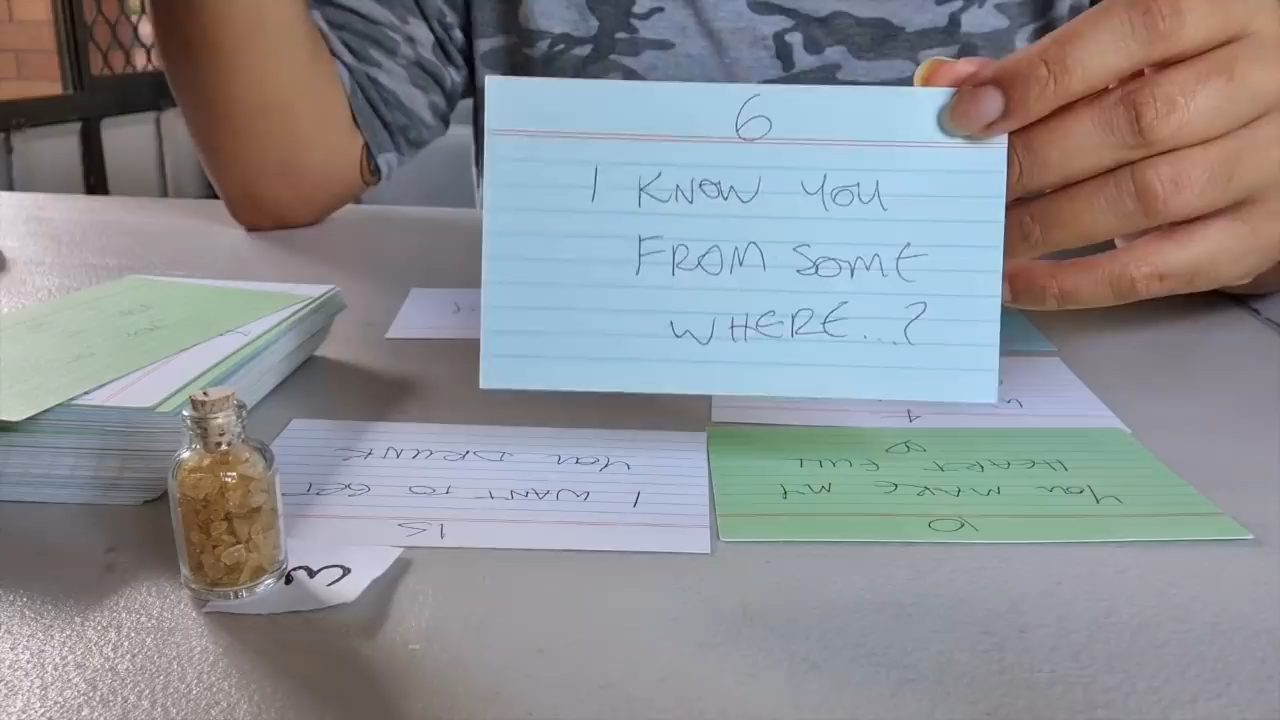 6
I KNOW YOU
FROM SOME
WHERE...?
15
I WANT TO GET
YOU DRUNK
10
YOU MAKE MY
HEART FULL
♡
3